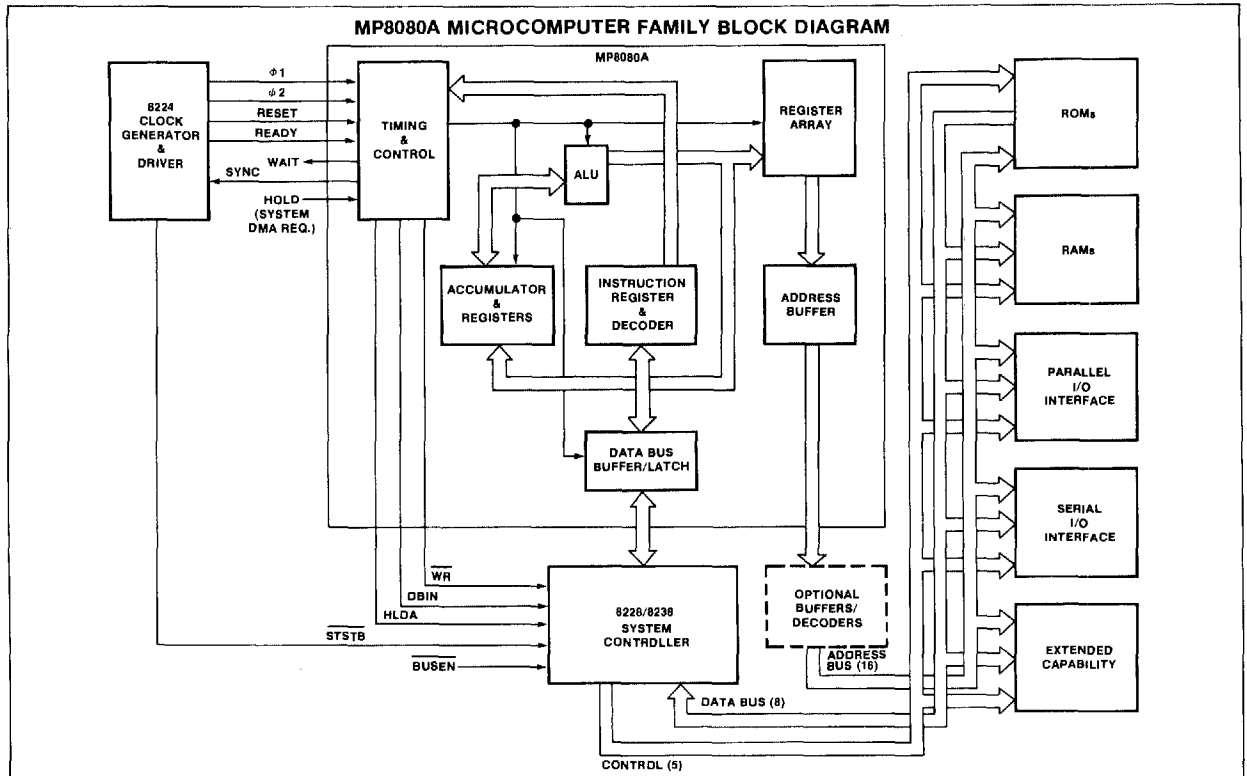 MP8080A MICROCOMPUTER FAMILY BLOCK DIAGRAM
MP8080A
8224
CLOCK
GENERATOR
&
DRIVER
ϕ1
ϕ2
RESET
READY
WAIT
SYNC
HOLD
(SYSTEM
DMA REQ.)
TIMING
&
CONTROL
ALU
REGISTER
ARRAY
ACCUMULATOR
&
REGISTERS
INSTRUCTION
REGISTER
&
DECODER
ADDRESS
BUFFER
DATA BUS
BUFFER/LATCH
W̅R̅
DBIN
HLDA
S̅T̅S̅T̅B̅
B̅U̅S̅E̅N̅
8228/8238
SYSTEM
CONTROLLER
OPTIONAL
BUFFERS/
DECODERS
ADDRESS
BUS (16)
DATA BUS (8)
CONTROL (5)
ROMs
RAMs
PARALLEL
I/O
INTERFACE
SERIAL
I/O
INTERFACE
EXTENDED
CAPABILITY